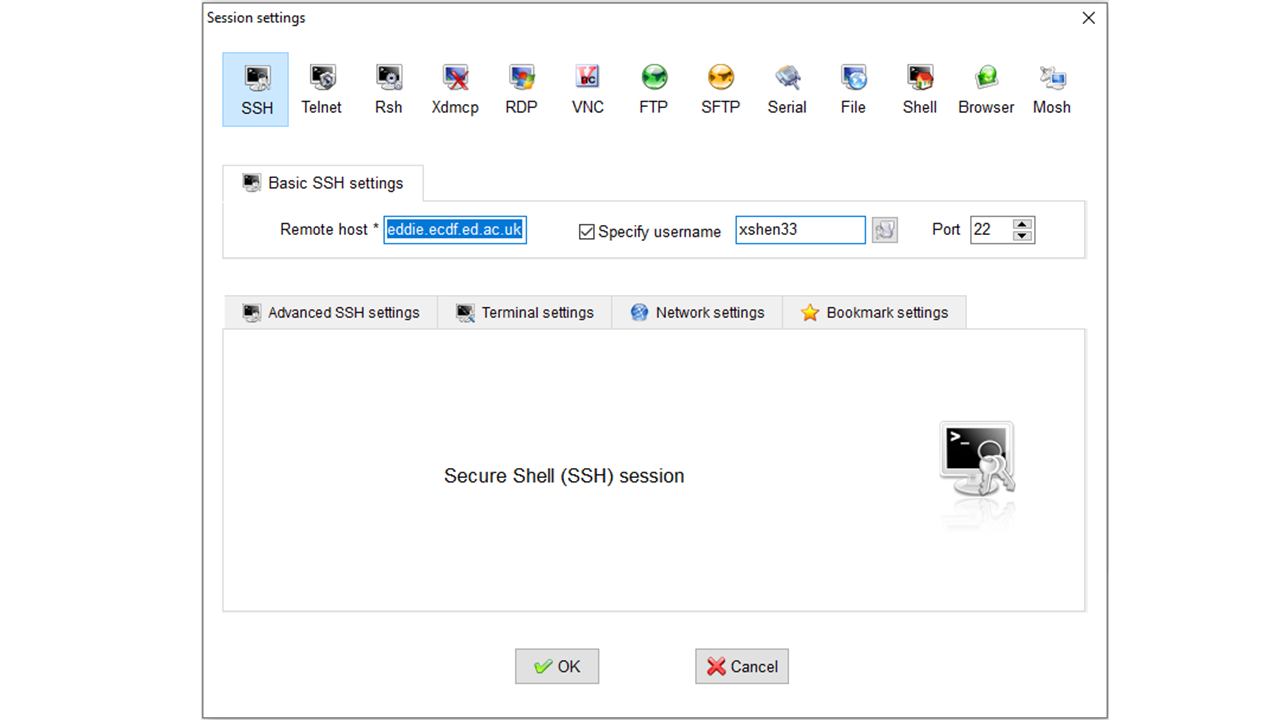 Session settings
SSH Telnet Rsh Xdmcp RDP VNC FTP SFTP Serial File Shell Browser Mosh
Basic SSH settings
Remote host * eddie.ecdf.ed.ac.uk Specify username xshen33 Port 22
Advanced SSH settings Terminal settings Network settings Bookmark settings
Secure Shell (SSH) session
OK Cancel